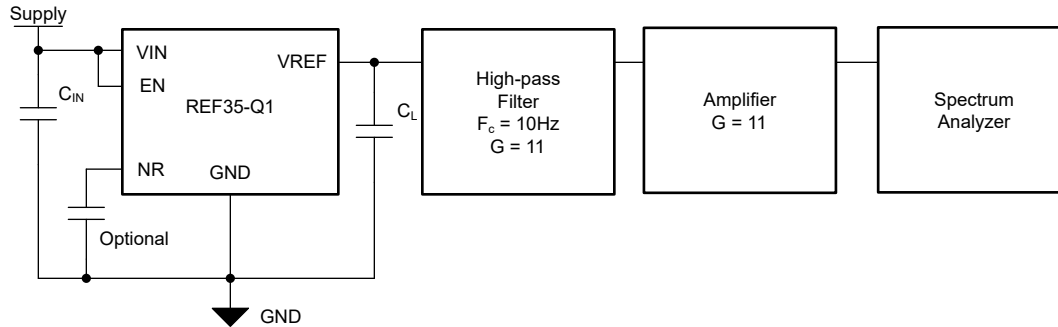 Supply
VIN
EN
NR
REF35-Q1
VREF
GND
C_IN
Optional
C_L
GND
High-pass
Filter
F_c = 10Hz
G = 11
Amplifier
G = 11
Spectrum
Analyzer